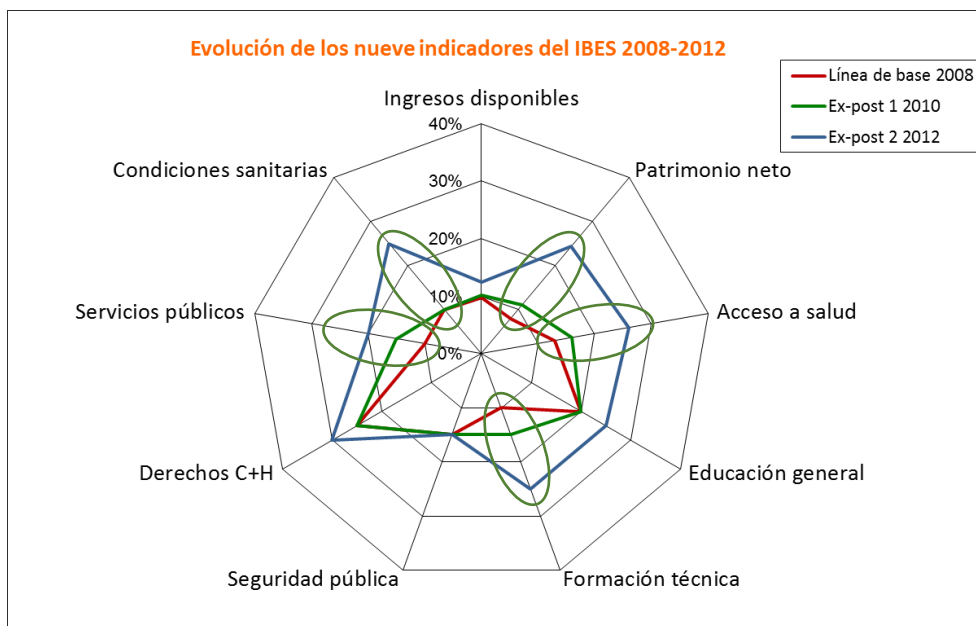 Evolución de los nueve indicadores del IBES 2008-2012
Línea de base 2008
Ex-post 1 2010
Ex-post 2 2012
Ingresos disponibles
40%
30%
20%
10%
0%
Patrimonio neto
Acceso a salud
Educación general
Formación técnica
Seguridad pública
Derechos C+H
Servicios públicos
Condiciones sanitarias